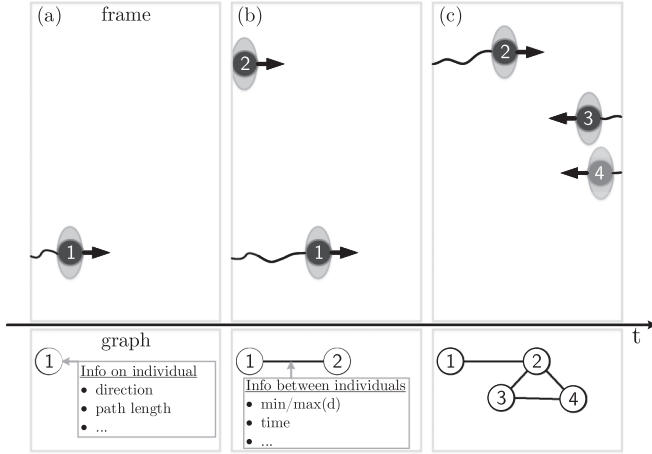 (a) frame
(b)
(c)
2
2
3
4
1
1
t
graph
1
Info on individual
• direction
• path length
• ...
1 2
Info between individuals
• min/max(d)
• time
• ...
1 2
3 4